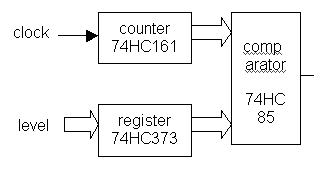 clock
counter
74HC161
comp
arator
74HC
85
level
register
74HC373